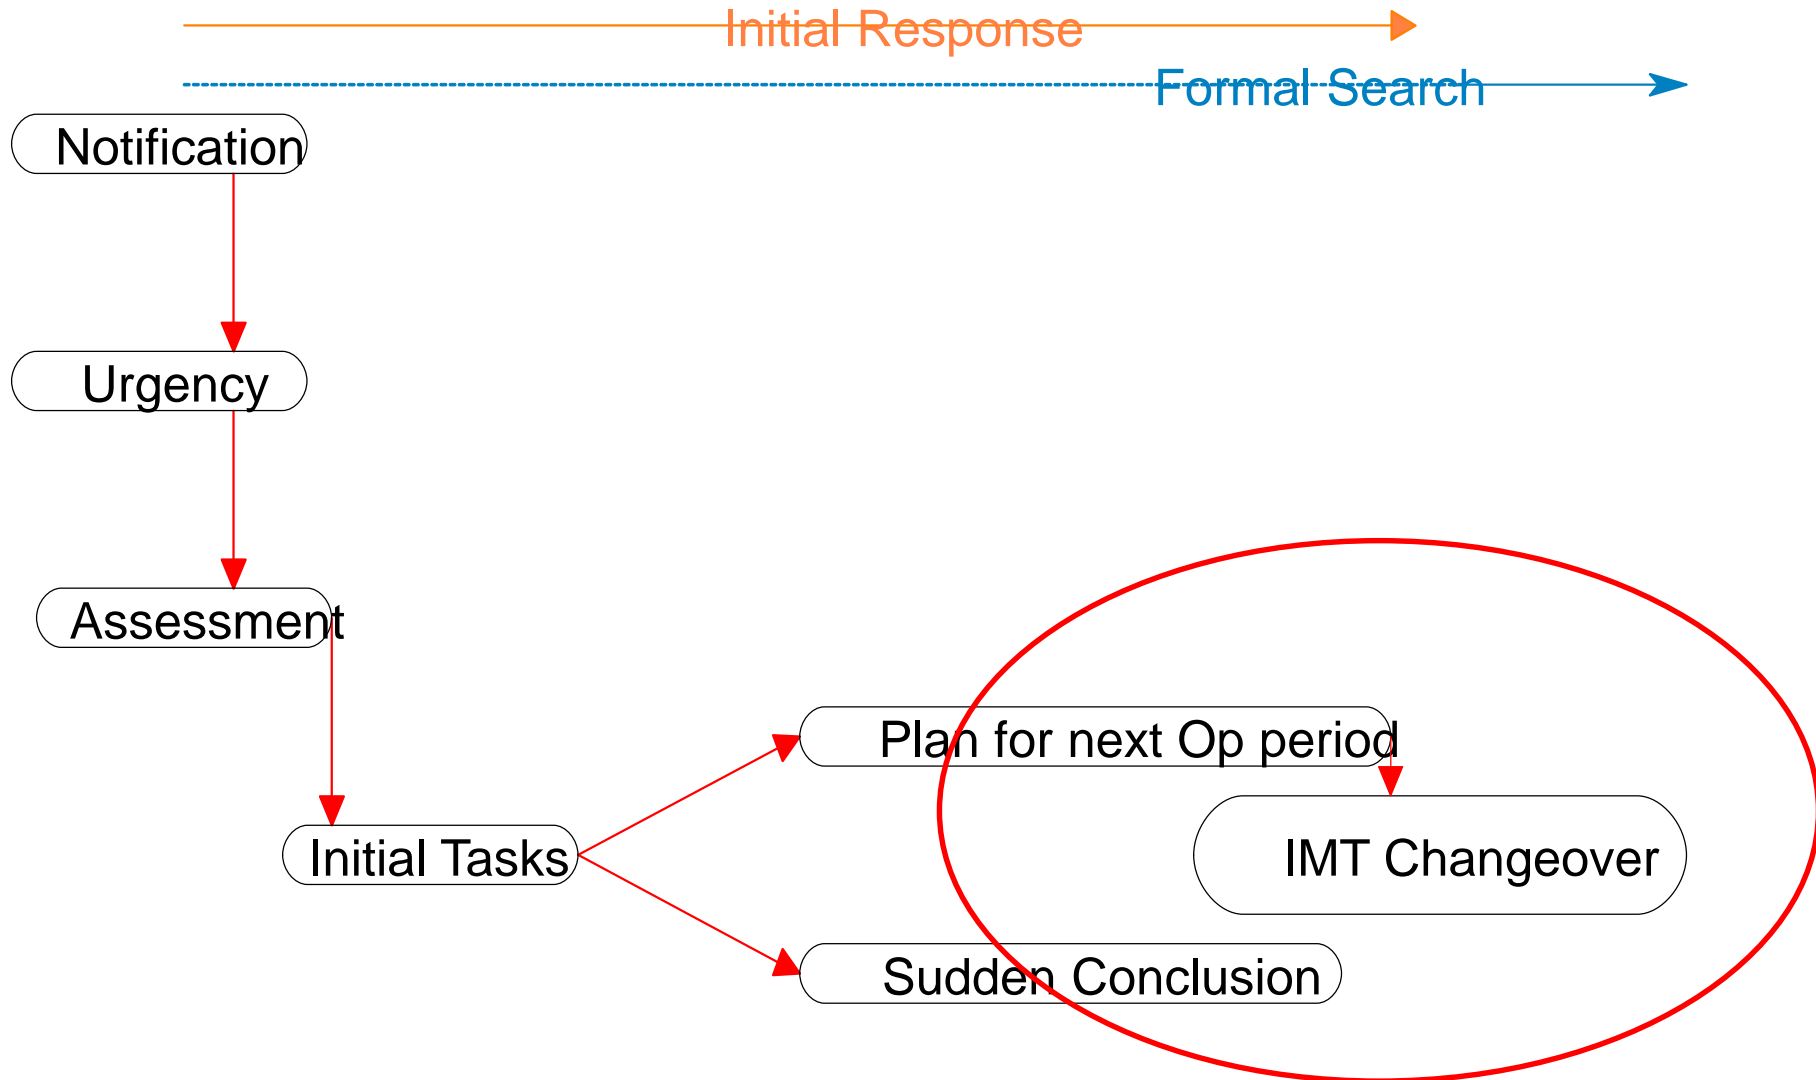 Initial Response
Formal Search
Notification
Urgency
Assessment
Plan for next Op period
Initial Tasks
IMT Changeover
Sudden Conclusion